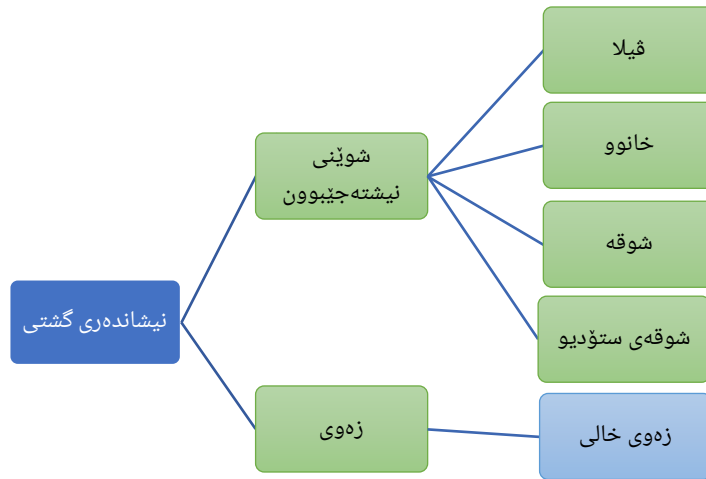 ڤیلا
خانوو
شوێنی
نیشتەجێبوون
شوقە
نیشاندەری گشتی
شوقەی ستۆدیو
زەوی
زەوی خالی